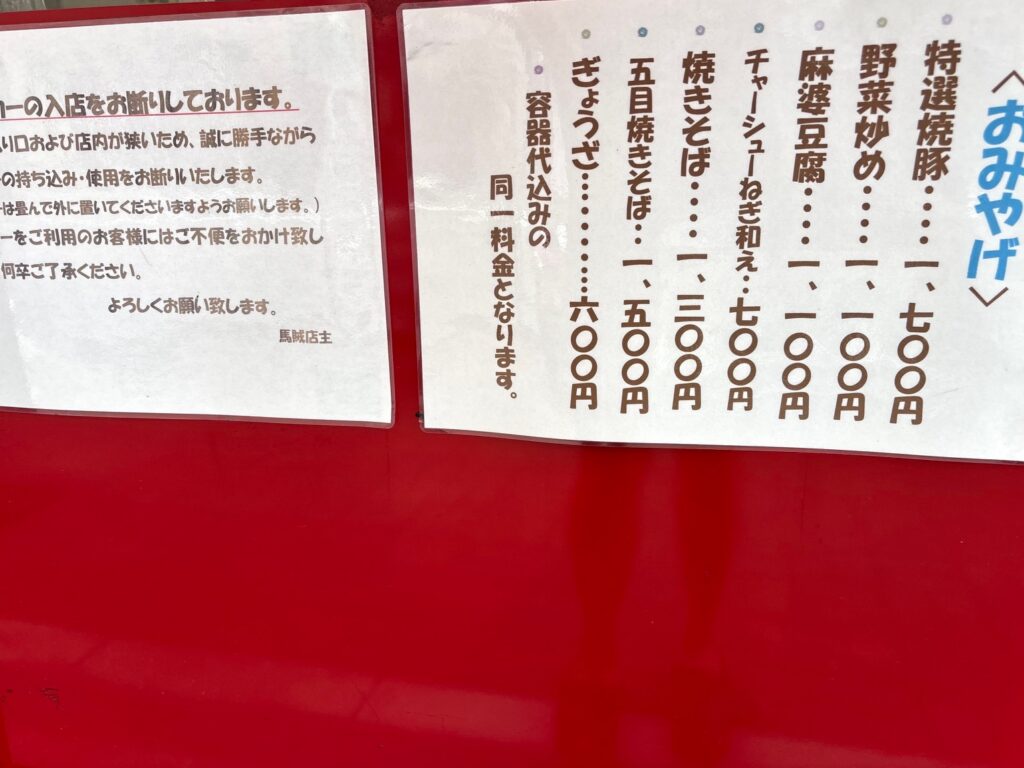 ーの入店をお断りしております。
り口および店内が狭いため、誠に勝手ながら
の持ち込み・使用をお断りいたします。
は畳んで外に置いてくださいますようお願いします。)
ーをご利用のお客様にはご不便をおかけ致し
何卒ご了承ください。
よろしくお願い致します。
馬賊店主
〈おみやげ〉
特選焼豚‥‥一、七〇〇円
野菜炒め‥‥一、一〇〇円
麻婆豆腐‥‥一、一〇〇円
チャーシューねぎ和え‥七〇〇円
焼きそば‥‥一、三〇〇円
五目焼きそば‥一、五〇〇円
ぎょうざ‥‥‥‥六〇〇円
容器代込みの
同一料金となります。